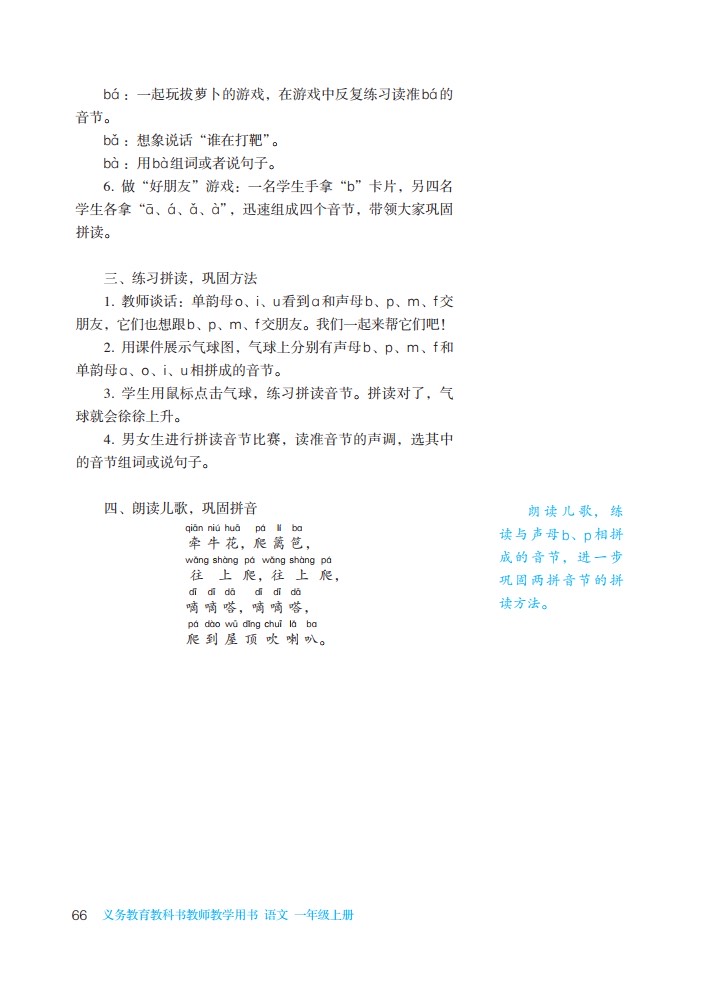 bá：一起玩拔萝卜的游戏，在游戏中反复练习读准bá的
音节。
bǎ：想象说话“谁在打靶”。
bà：用bà组词或者说句子。
6. 做“好朋友”游戏：一名学生手拿“b”卡片，另四名
学生各拿“ā、á、ǎ、à”，迅速组成四个音节，带领大家巩固
拼读。
三、练习拼读，巩固方法
1. 教师谈话：单韵母o、i、u看到a和声母b、p、m、f交
朋友，它们也想跟b、p、m、f交朋友。我们一起来帮它们吧！
2. 用课件展示气球图，气球上分别有声母b、p、m、f和
单韵母a、o、i、u相拼成的音节。
3. 学生用鼠标点击气球，练习拼读音节。拼读对了，气
球就会徐徐上升。
4. 男女生进行拼读音节比赛，读准音节的声调，选其中
的音节组词或说句子。
四、朗读儿歌，巩固拼音
qiān niú huā pá lí ba
牵牛花，爬篱笆，
wǎng shàng pá wǎng shàng pá
往上爬，往上爬，
dī dī dā dī dī dā
嘀嘀嗒，嘀嘀嗒，
pá dào wū dǐng chuī lǎ ba
爬到屋顶吹喇叭。
朗读儿歌，练
读与声母b、p相拼
成的音节，进一步
巩固两拼音节的拼
读方法。
66 义务教育教科书教师教学用书 语文 一年级上册